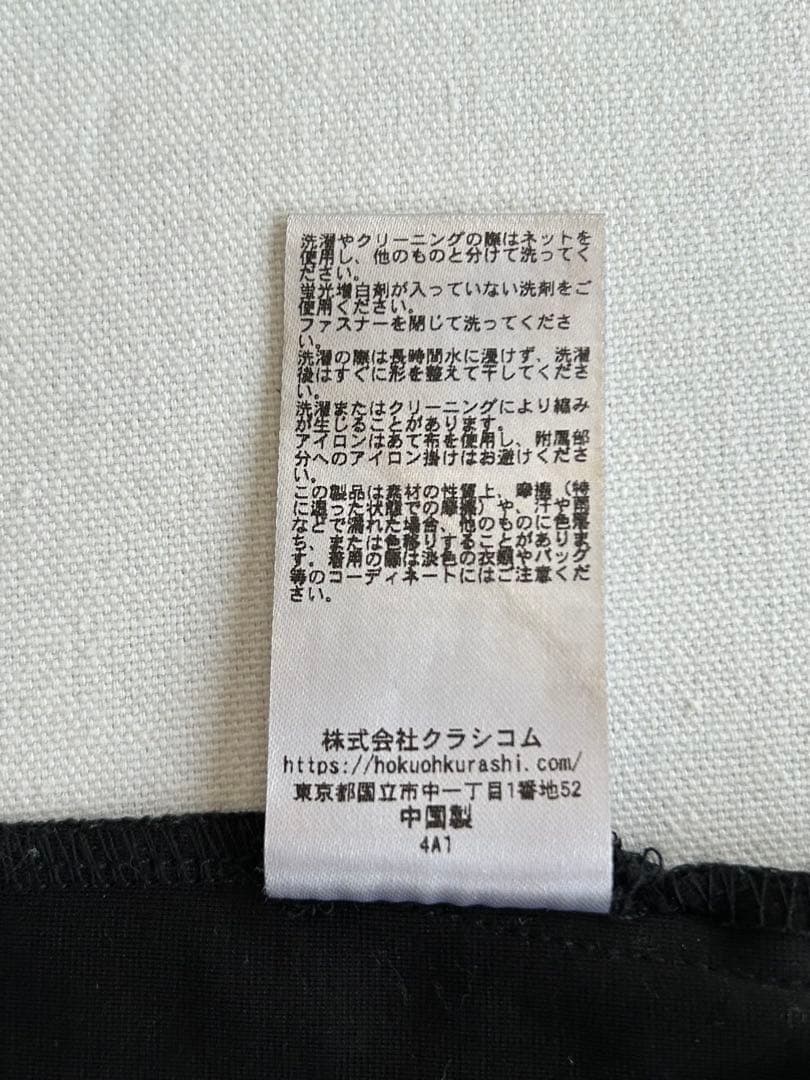 洗濯やクリーニングの際はネットを
使用し、他のものと分けて洗ってく
ださい。
蛍光増白剤が入っていない洗剤をご
使用ください。
ファスナーを閉じて洗ってくださ
い。
洗濯の際は長時間水に浸けず、洗濯
後はすぐに形を整えて干してくださ
い。
洗濯またはクリーニングにより縮み
が生じることがあります。
アイロンはあて布を使用し、附属部
分へのアイロン掛けはお避けくださ
い。
この製品は素材の性質上、摩擦（特
に湿った状態での摩擦）や、汗や雨
などで濡れた場合、他のものに色落
ち、または色移りすることがありま
す。着用の際は淡色の衣類やバッグ
等のコーディネートにはご注意くだ
さい。
株式会社クラシコム
https://hokuohkurashi.com/
東京都国立市中一丁目1番地52
中国製
4A1